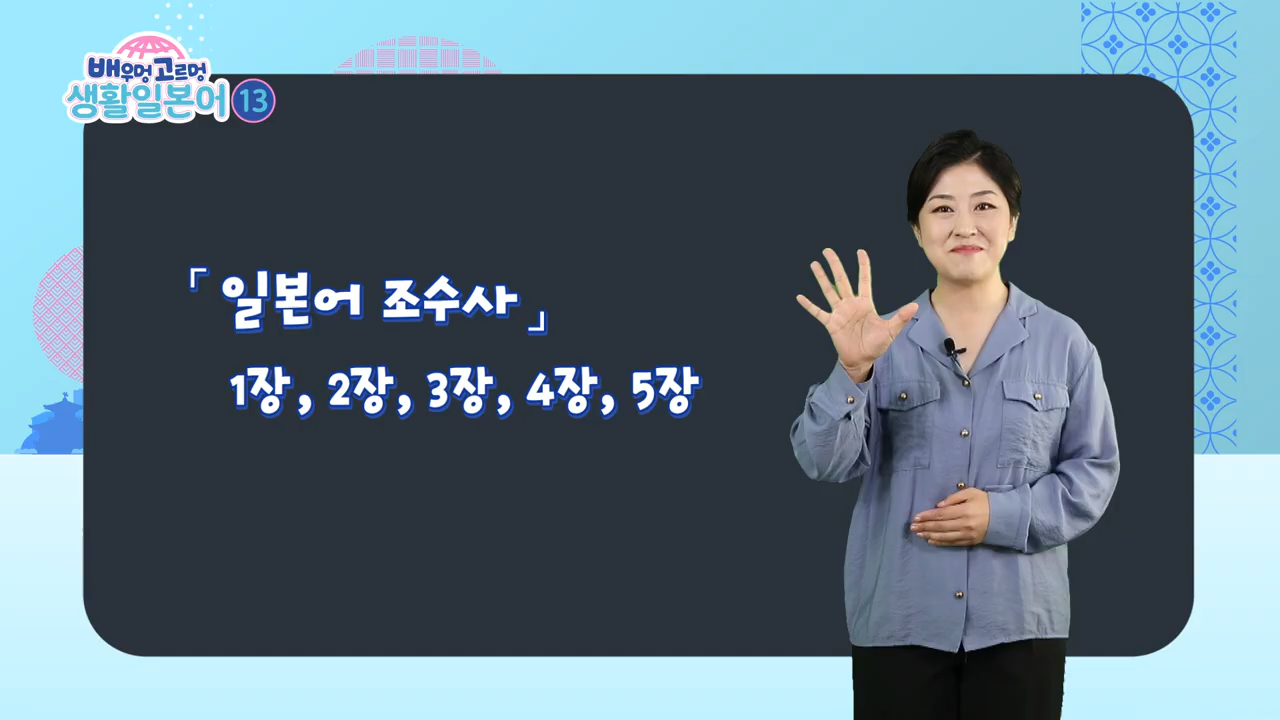 배우멍 고르멍
생활일본어 13
「일본어 조수사」
1장, 2장, 3장, 4장, 5장